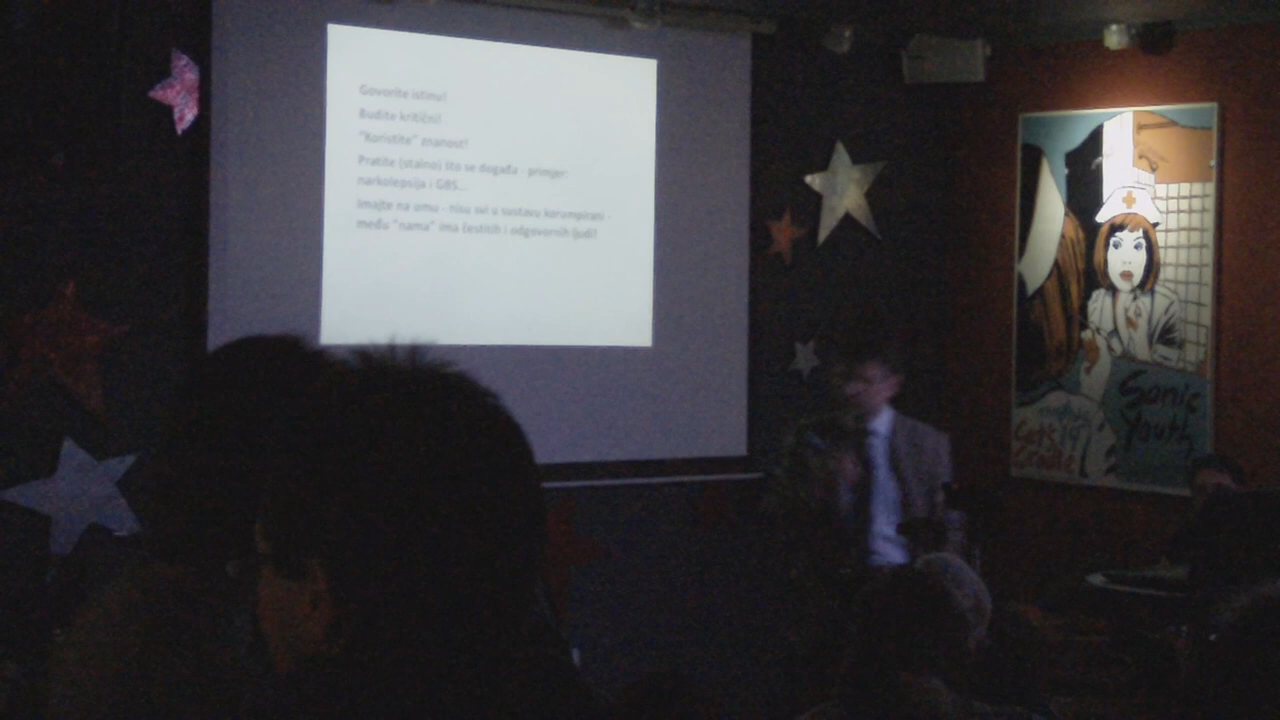 Govorite istinu!
Budite kritični!
"Koristite" znanost!
Pratite (stalno) što se događa - primjer:
narkolepsija i GBS...
Imajte na umu - nisu svi u sustavu korumpirani -
među "nama" ima čestitih i odgovornih ljudi!
Sonic
Youth